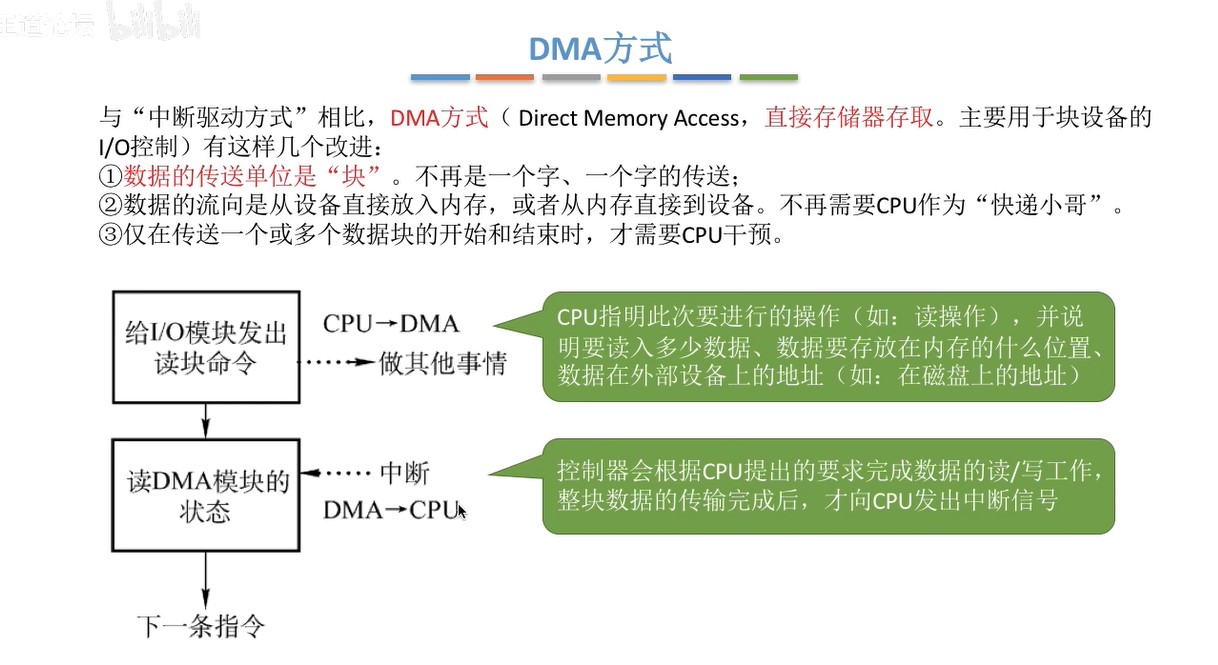 王道论坛 bilibili
DMA方式
与“中断驱动方式”相比，DMA方式（ Direct Memory Access，直接存储器存取。主要用于块设备的
I/O控制）有这样几个改进：
①数据的传送单位是“块”。不再是一个字、一个字的传送；
②数据的流向是从设备直接放入内存，或者从内存直接到设备。不再需要CPU作为“快递小哥”。
③仅在传送一个或多个数据块的开始和结束时，才需要CPU干预。
给I/O模块发出
读块命令
CPU→DMA
做其他事情
CPU指明此次要进行的操作（如：读操作），并说
明要读入多少数据、数据要存放在内存的什么位置、
数据在外部设备上的地址（如：在磁盘上的地址）
读DMA模块的
状态
中断
DMA→CPU
控制器会根据CPU提出的要求完成数据的读/写工作，
整块数据的传输完成后，才向CPU发出中断信号
下一条指令